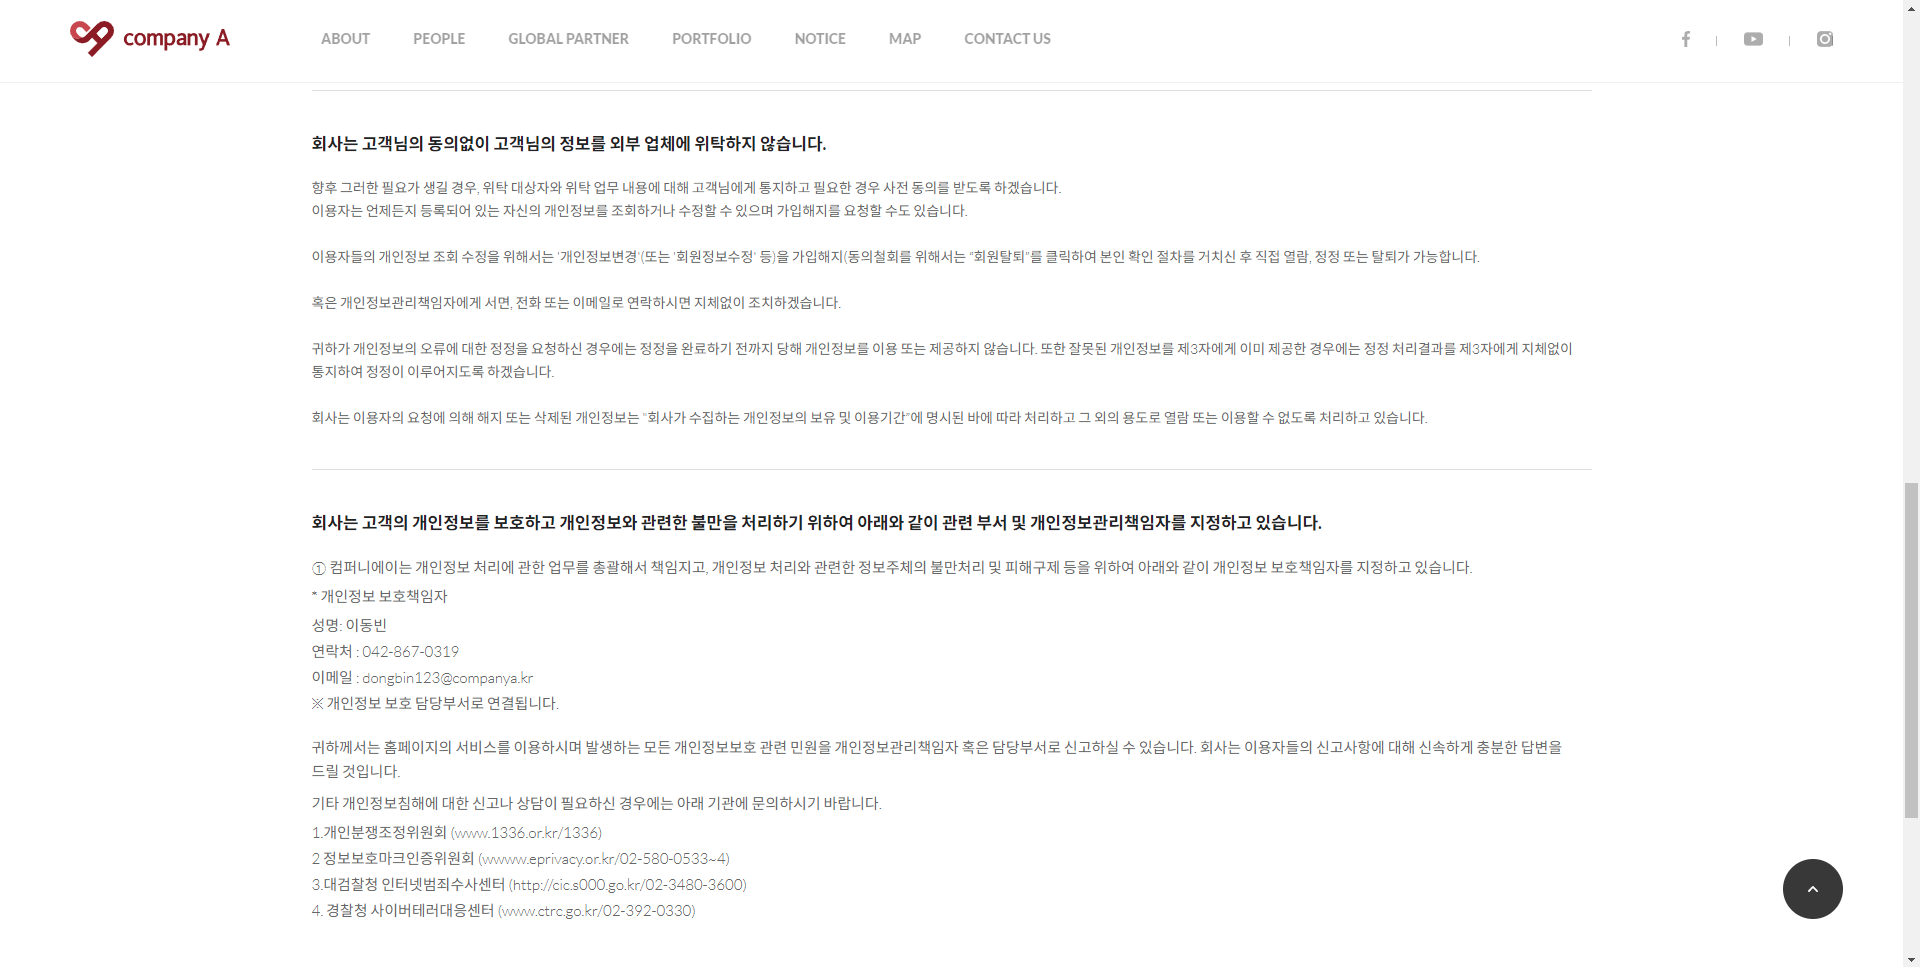 company A
ABOUT PEOPLE GLOBAL PARTNER PORTFOLIO NOTICE MAP CONTACT US
회사는 고객님의 동의없이 고객님의 정보를 외부 업체에 위탁하지 않습니다.
향후 그러한 필요가 생길 경우, 위탁 대상자와 위탁 업무 내용에 대해 고객님에게 통지하고 필요한 경우 사전 동의를 받도록 하겠습니다.
이용자는 언제든지 등록되어 있는 자신의 개인정보를 조회하거나 수정할 수 있으며 가입해지를 요청할 수도 있습니다.
이용자들의 개인정보 조회 수정을 위해서는 '개인정보변경'(또는 '회원정보수정' 등)을 가입해지(동의철회를 위해서는 "회원탈퇴"를 클릭하여 본인 확인 절차를 거치신 후 직접 열람, 정정 또는 탈퇴가 가능합니다.
혹은 개인정보관리책임자에게 서면, 전화 또는 이메일로 연락하시면 지체없이 조치하겠습니다.
귀하가 개인정보의 오류에 대한 정정을 요청하신 경우에는 정정을 완료하기 전까지 당해 개인정보를 이용 또는 제공하지 않습니다. 또한 잘못된 개인정보를 제3자에게 이미 제공한 경우에는 정정 처리결과를 제3자에게 지체없이
통지하여 정정이 이루어지도록 하겠습니다.
회사는 이용자의 요청에 의해 해지 또는 삭제된 개인정보는 "회사가 수집하는 개인정보의 보유 및 이용기간"에 명시된 바에 따라 처리하고 그 외의 용도로 열람 또는 이용할 수 없도록 처리하고 있습니다.
회사는 고객의 개인정보를 보호하고 개인정보와 관련한 불만을 처리하기 위하여 아래와 같이 관련 부서 및 개인정보관리책임자를 지정하고 있습니다.
① 컴퍼니에이는 개인정보 처리에 관한 업무를 총괄해서 책임지고, 개인정보 처리와 관련한 정보주체의 불만처리 및 피해구제 등을 위하여 아래와 같이 개인정보 보호책임자를 지정하고 있습니다.
* 개인정보 보호책임자
성명: 이동빈
연락처 : 042-867-0319
이메일 : dongbin123@companya.kr
※ 개인정보 보호 담당부서로 연결됩니다.
귀하께서는 홈페이지의 서비스를 이용하시며 발생하는 모든 개인정보보호 관련 민원을 개인정보관리책임자 혹은 담당부서로 신고하실 수 있습니다. 회사는 이용자들의 신고사항에 대해 신속하게 충분한 답변을
드릴 것입니다.
기타 개인정보침해에 대한 신고나 상담이 필요하신 경우에는 아래 기관에 문의하시기 바랍니다.
1.개인분쟁조정위원회 (www.1336.or.kr/1336)
2 정보보호마크인증위원회 (wwww.eprivacy.or.kr/02-580-0533~4)
3.대검찰청 인터넷범죄수사센터 (http://cic.s000.go.kr/02-3480-3600)
4. 경찰청 사이버테러대응센터 (www.ctrc.go.kr/02-392-0330)